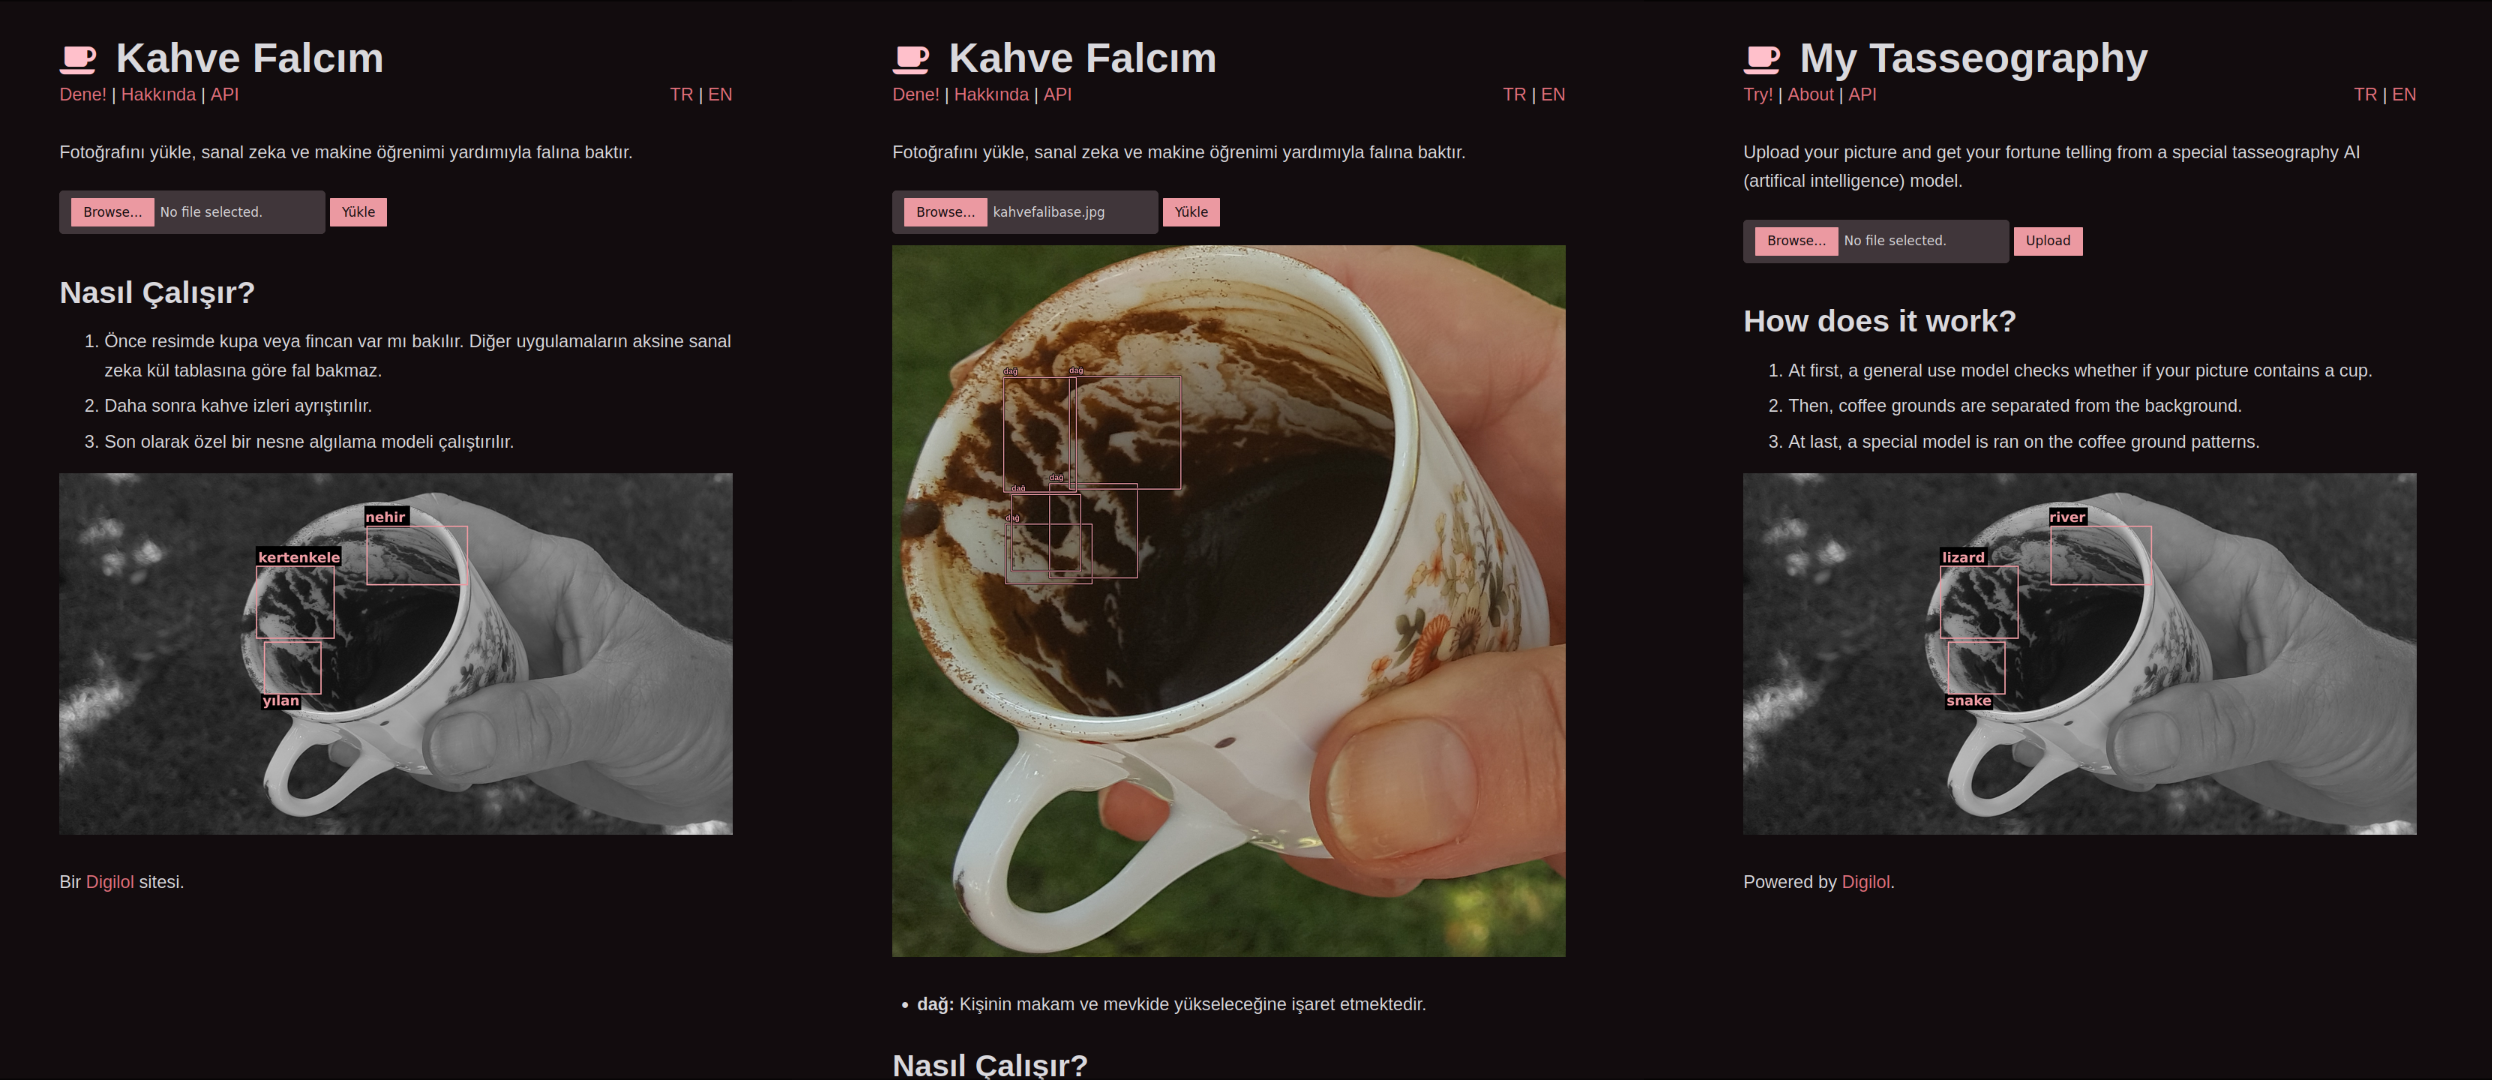 Kahve Falcım
Dene! | Hakkında | API
TR | EN
Fotoğrafını yükle, sanal zeka ve makine öğrenimi yardımıyla falına baktır.
Browse... No file selected. Yükle
Nasıl Çalışır?
1. Önce resimde kupa veya fincan var mı bakılır. Diğer uygulamaların aksine sanal
zeka kül tablasına göre fal bakmaz.
2. Daha sonra kahve izleri ayrıştırılır.
3. Son olarak özel bir nesne algılama modeli çalıştırılır.
nehir
kertenkele
yılan
Bir Digilol sitesi.
Kahve Falcım
Dene! | Hakkında | API
TR | EN
Fotoğrafını yükle, sanal zeka ve makine öğrenimi yardımıyla falına baktır.
Browse... kahvefalibase.jpg Yükle
dağ
dağ
dağ
dağ
dağ
• dağ: Kişinin makam ve mevkide yükseleceğine işaret etmektedir.
Nasıl Çalışır?
My Tasseography
Try! | About | API
TR | EN
Upload your picture and get your fortune telling from a special tasseography AI
(artifical intelligence) model.
Browse... No file selected. Upload
How does it work?
1. At first, a general use model checks whether if your picture contains a cup.
2. Then, coffee grounds are separated from the background.
3. At last, a special model is ran on the coffee ground patterns.
river
lizard
snake
Powered by Digilol.